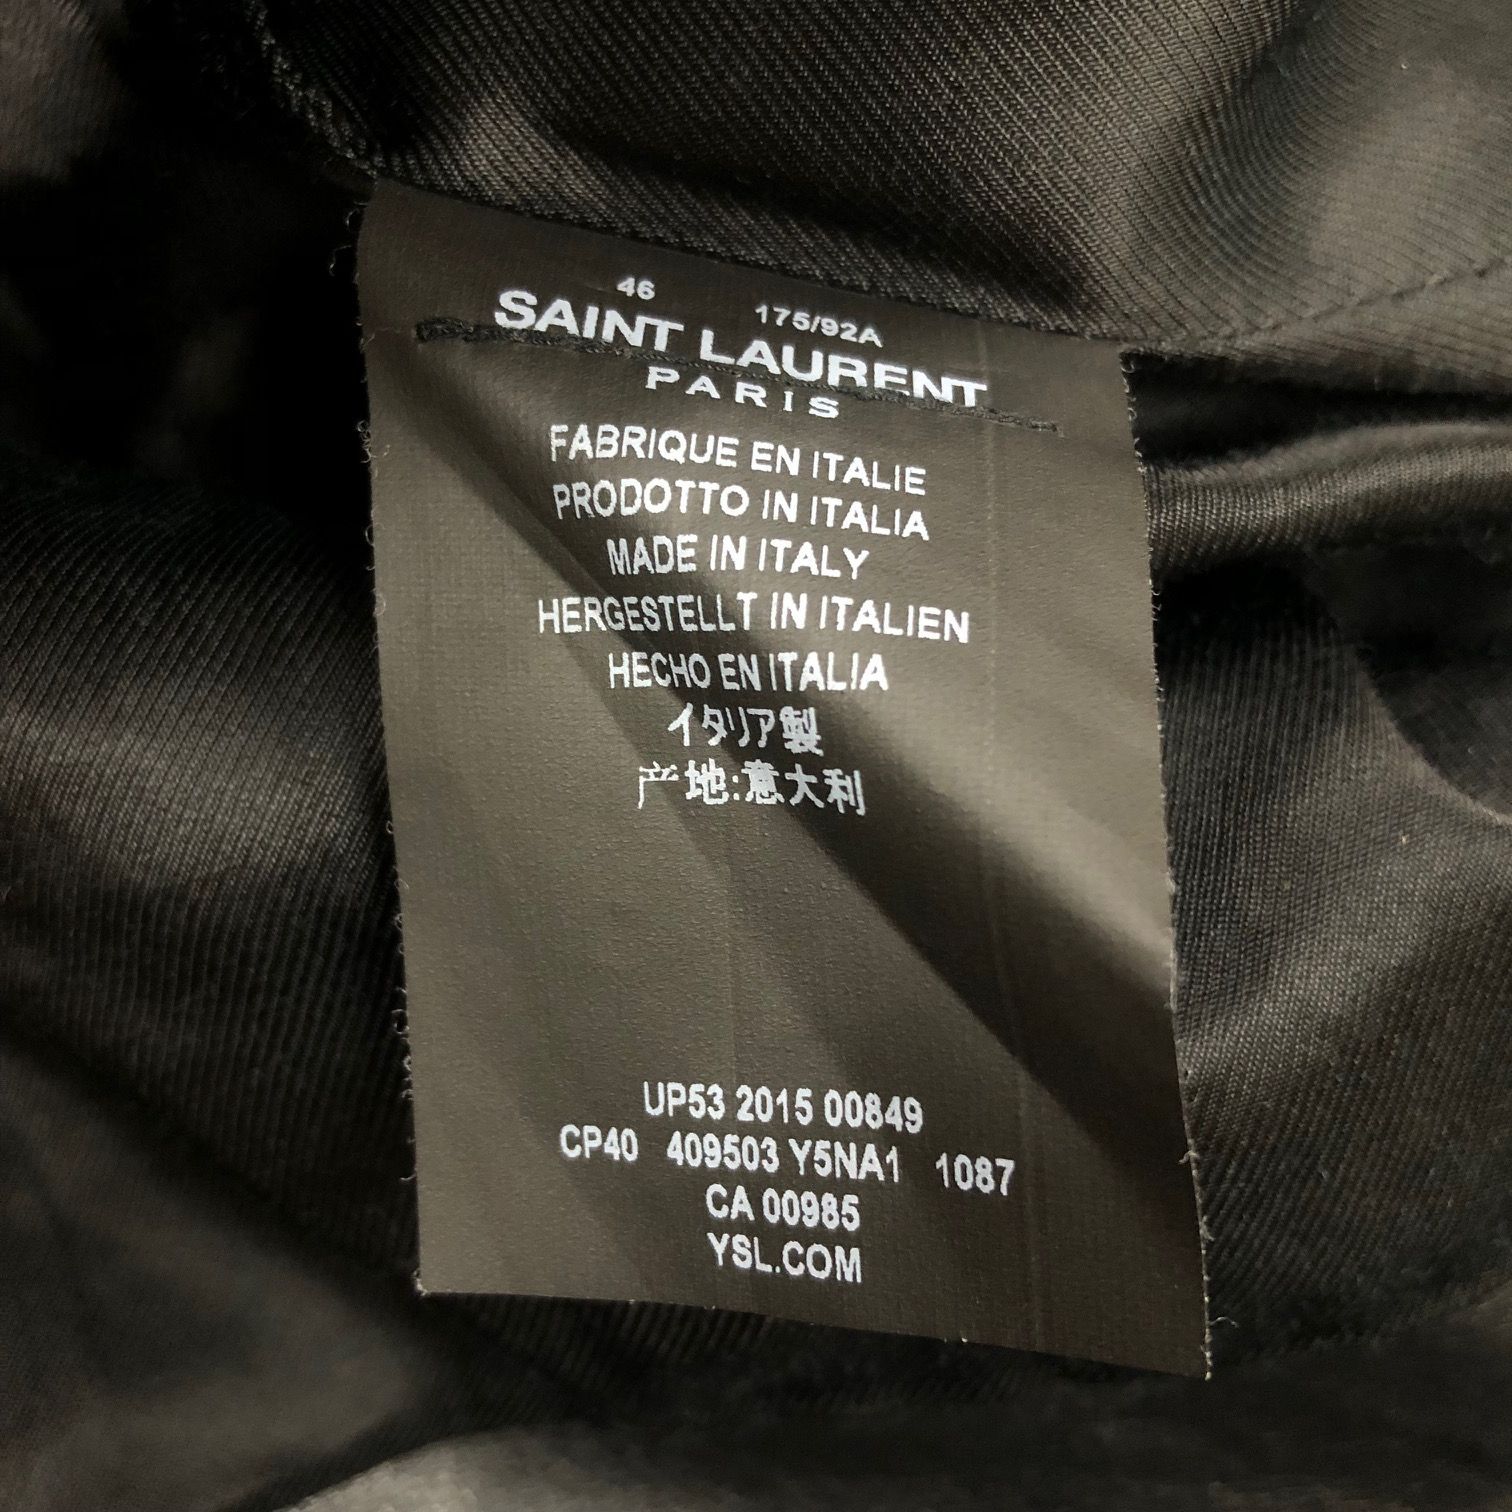 46 175/92A
SAINT LAURENT
PARIS
FABRIQUE EN ITALIE
PRODOTTO IN ITALIA
MADE IN ITALY
HERGESTELLT IN ITALIEN
HECHO EN ITALIA
イタリア製
产地:意大利
UP53 2015 00849
CP40 409503 Y5NA1 1087
CA 00985
YSL.COM